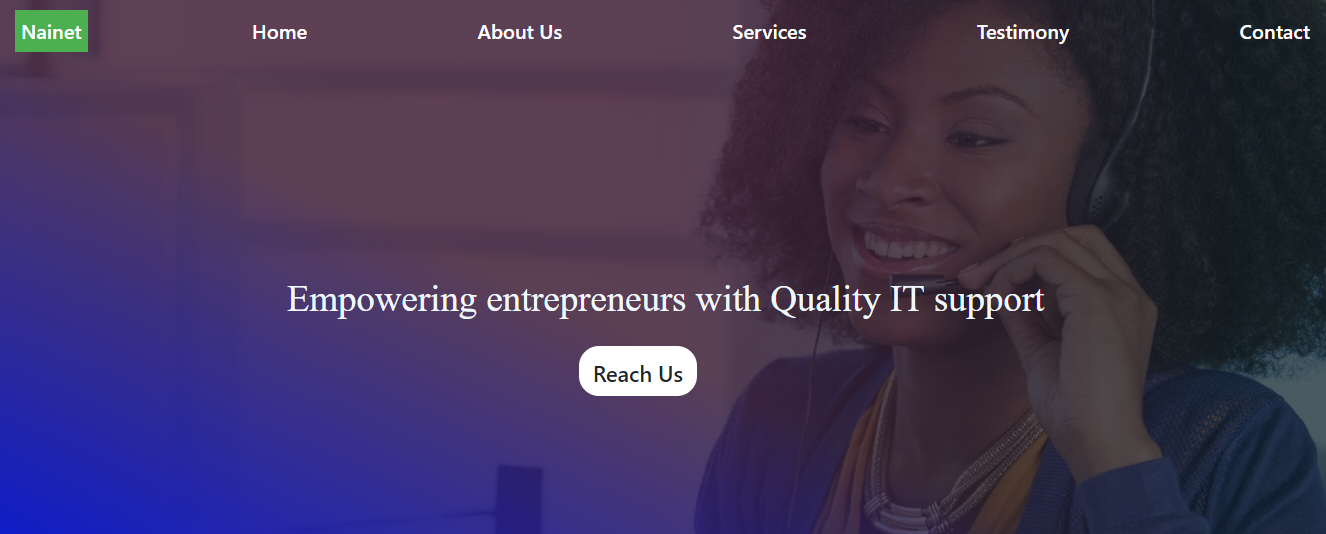 Nainet Home About Us Services Testimony Contact
Empowering entrepreneurs with Quality IT support
Reach Us